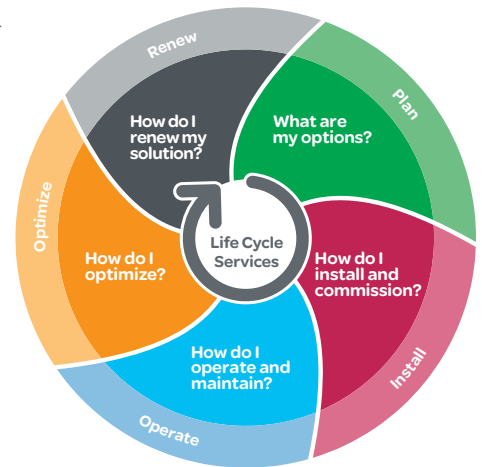 Renew
How do I
renew my
solution?
Plan
What are
my options?
Install
How do I
install and
commission?
Operate
How do I
operate and
maintain?
Optimize
How do I
optimize?
Life Cycle
Services